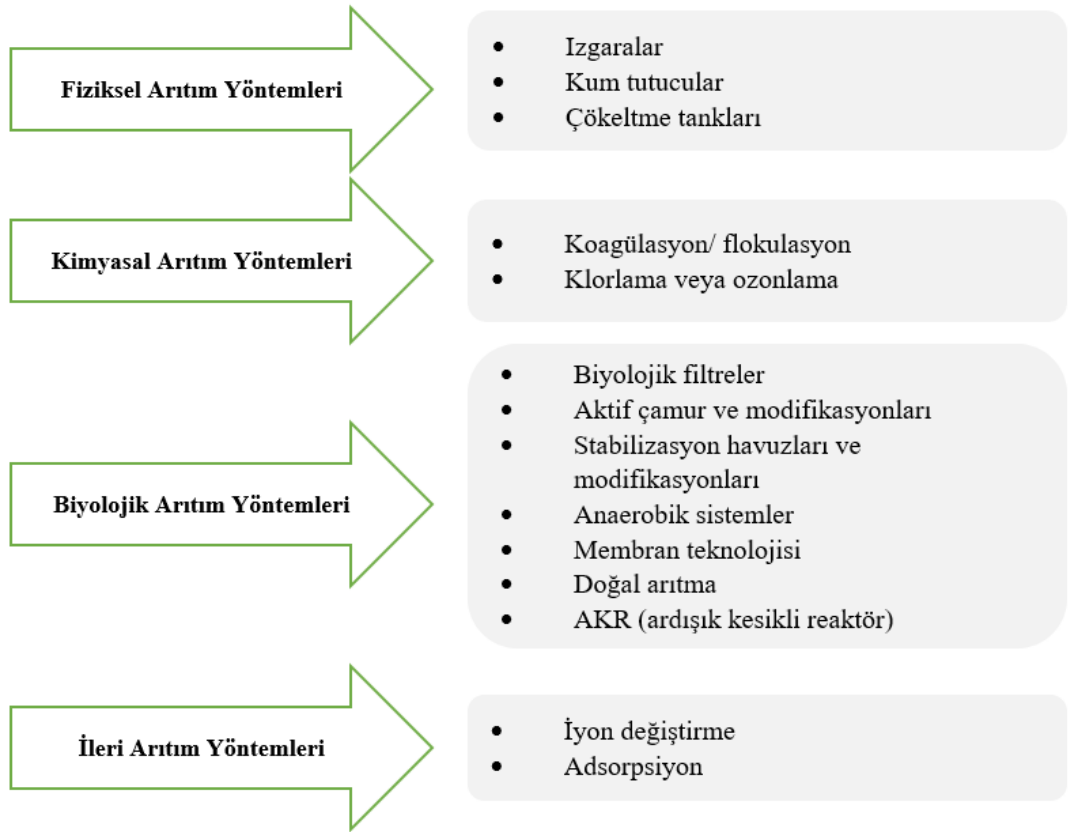 Fiziksel Arıtım Yöntemleri
• Izgaralar
• Kum tutucular
• Çökeltme tankları
Kimyasal Arıtım Yöntemleri
• Koagülasyon/ flokulasyon
• Klorlama veya ozonlama
Biyolojik Arıtım Yöntemleri
• Biyolojik filtreler
• Aktif çamur ve modifikasyonları
• Stabilizasyon havuzları ve
modifikasyonları
• Anaerobik sistemler
• Membran teknolojisi
• Doğal arıtma
• AKR (ardışık kesikli reaktör)
İleri Arıtım Yöntemleri
• İyon değiştirme
• Adsorpsiyon